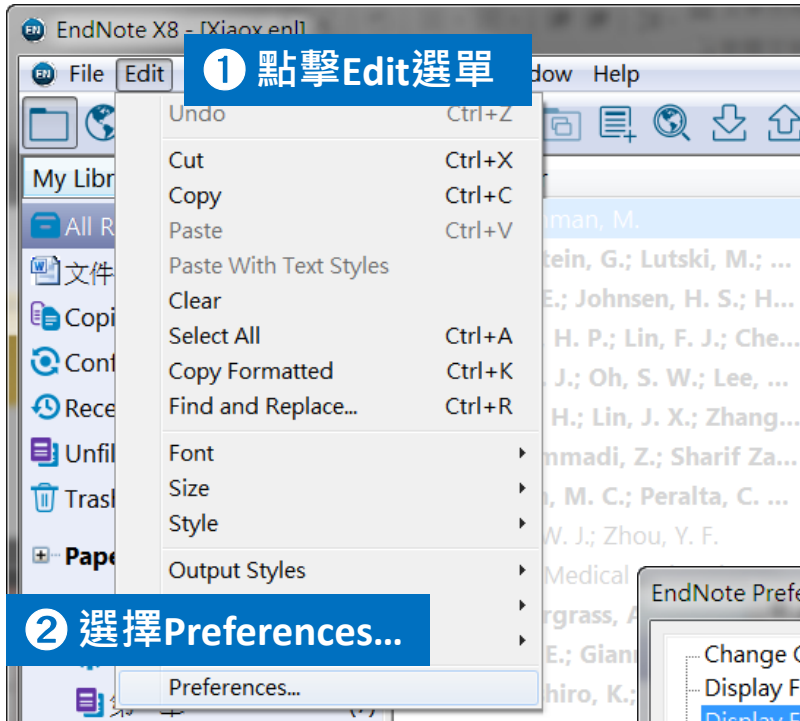 EndNote X8 - [Xiaox.enl]
File Edit
❶ 點擊Edit選單
dow Help
Undo Ctrl+Z
Cut Ctrl+X
Copy Ctrl+C
Paste Ctrl+V
Paste With Text Styles
Clear
Select All Ctrl+A
Copy Formatted Ctrl+K
Find and Replace... Ctrl+R
Font
Size
Style
Output Styles
❷ 選擇Preferences...
Preferences...
My Libr
All R
文件
Copi
Conf
Rece
Unfil
Trash
Pape
(7)
man, M.
tein, G.; Lutski, M.; ...
E.; Johnsen, H. S.; H...
H. P.; Lin, F. J.; Che...
J.; Oh, S. W.; Lee, ...
H.; Lin, J. X.; Zhang...
mmadi, Z.; Sharif Za...
, M. C.; Peralta, C. ...
W. J.; Zhou, Y. F.
Medical
rgrass, A
E.; Giann
hiro, K.;
EndNote Prefe
Change C
Display F
Display F